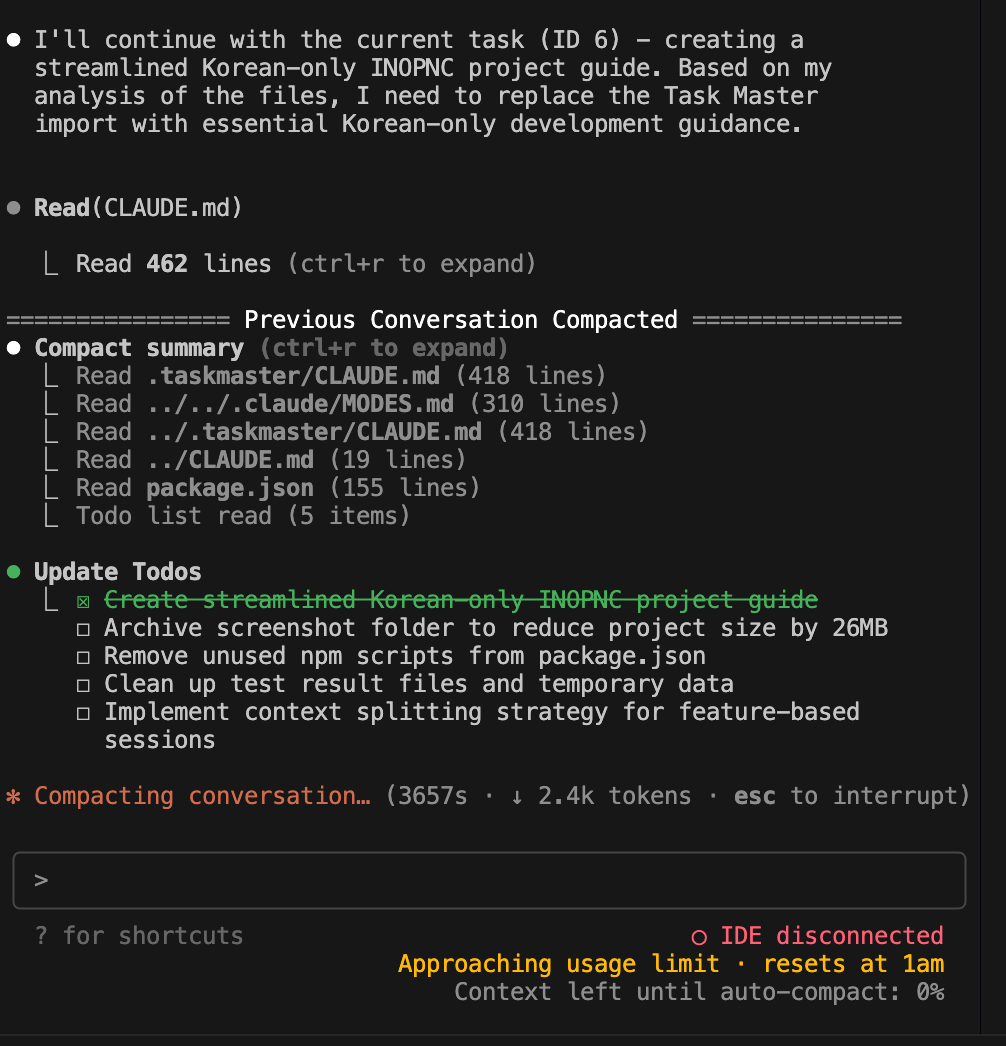 ● I'll continue with the current task (ID 6) – creating a
streamlined Korean–only INOPNC project guide. Based on my
analysis of the files, I need to replace the Task Master
import with essential Korean–only development guidance.
● Read(CLAUDE.md)
⎿ Read 462 lines (ctrl+r to expand)
================ Previous Conversation Compacted ===============
● Compact summary (ctrl+r to expand)
⎿ Read .taskmaster/CLAUDE.md (418 lines)
⎿ Read ../../.claude/MODES.md (310 lines)
⎿ Read ../.taskmaster/CLAUDE.md (418 lines)
⎿ Read ../CLAUDE.md (19 lines)
⎿ Read package.json (155 lines)
⎿ Todo list read (5 items)
● Update Todos
⎿ ☒ Create streamlined Korean–only INOPNC project guide
☐ Archive screenshot folder to reduce project size by 26MB
☐ Remove unused npm scripts from package.json
☐ Clean up test result files and temporary data
☐ Implement context splitting strategy for feature–based
sessions
✻ Compacting conversation… (3657s · ↓ 2.4k tokens · esc to interrupt)
>
? for shortcuts ○ IDE disconnected
Approaching usage limit · resets at 1am
Context left until auto–compact: 0%